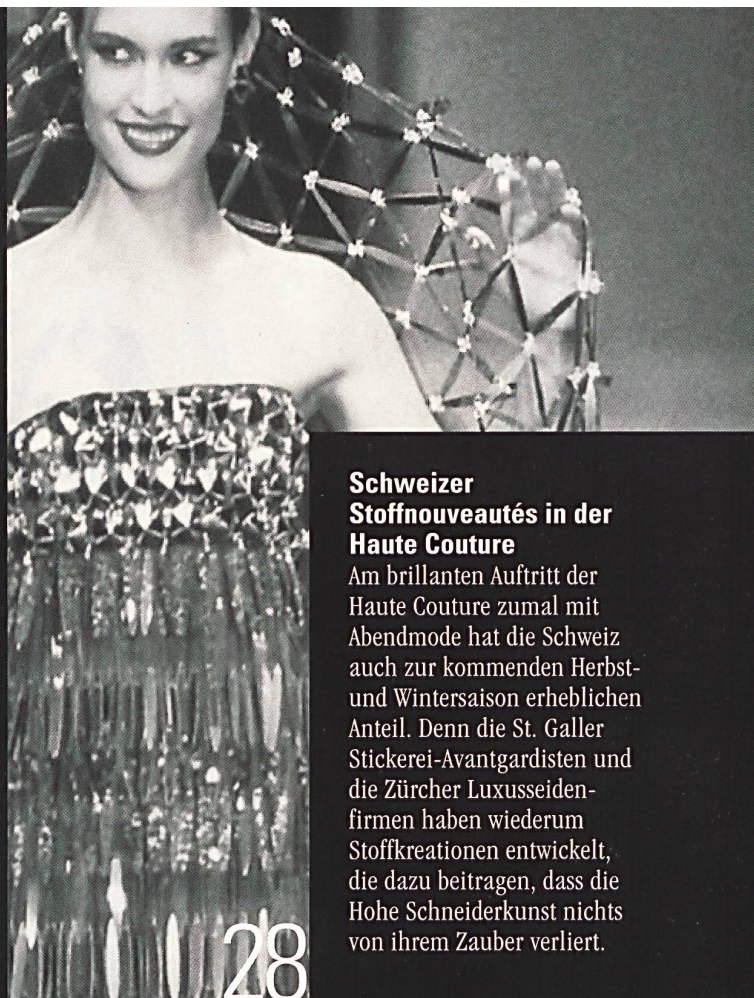 Schweizer
Stoffnouveautés in der
Haute Couture
Am brillanten Auftritt der
Haute Couture zumal mit
Abendmode hat die Schweiz
auch zur kommenden Herbst-
und Wintersaison erheblichen
Anteil. Denn die St. Galler
Stickerei-Avantgardisten und
die Zürcher Luxusseiden-
firmen haben wiederum
Stoffkreationen entwickelt,
die dazu beitragen, dass die
Hohe Schneiderkunst nichts
von ihrem Zauber verliert.
28